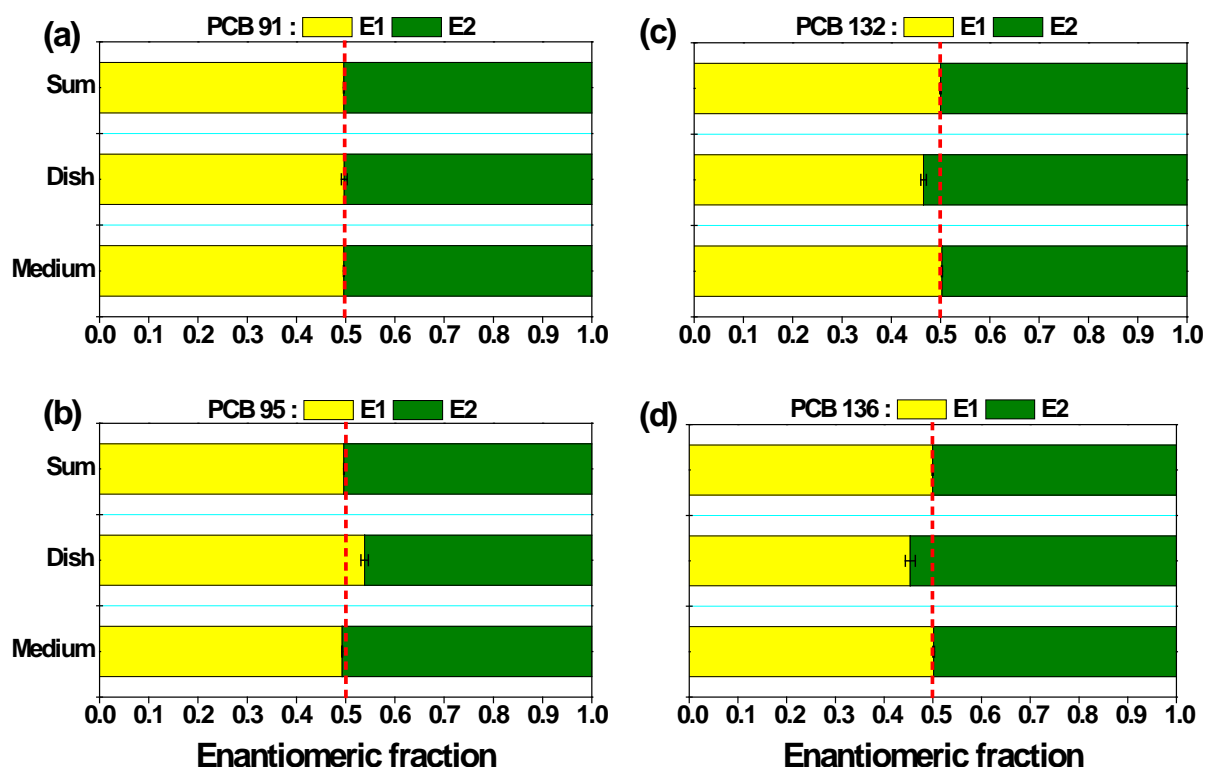 (a) PCB 91 : E1 E2
Sum
Dish
Medium
0.0 0.1 0.2 0.3 0.4 0.5 0.6 0.7 0.8 0.9 1.0
(c) PCB 132 : E1 E2
0.0 0.1 0.2 0.3 0.4 0.5 0.6 0.7 0.8 0.9 1.0
(b) PCB 95 : E1 E2
Sum
Dish
Medium
0.0 0.1 0.2 0.3 0.4 0.5 0.6 0.7 0.8 0.9 1.0
Enantiomeric fraction
(d) PCB 136 : E1 E2
0.0 0.1 0.2 0.3 0.4 0.5 0.6 0.7 0.8 0.9 1.0
Enantiomeric fraction